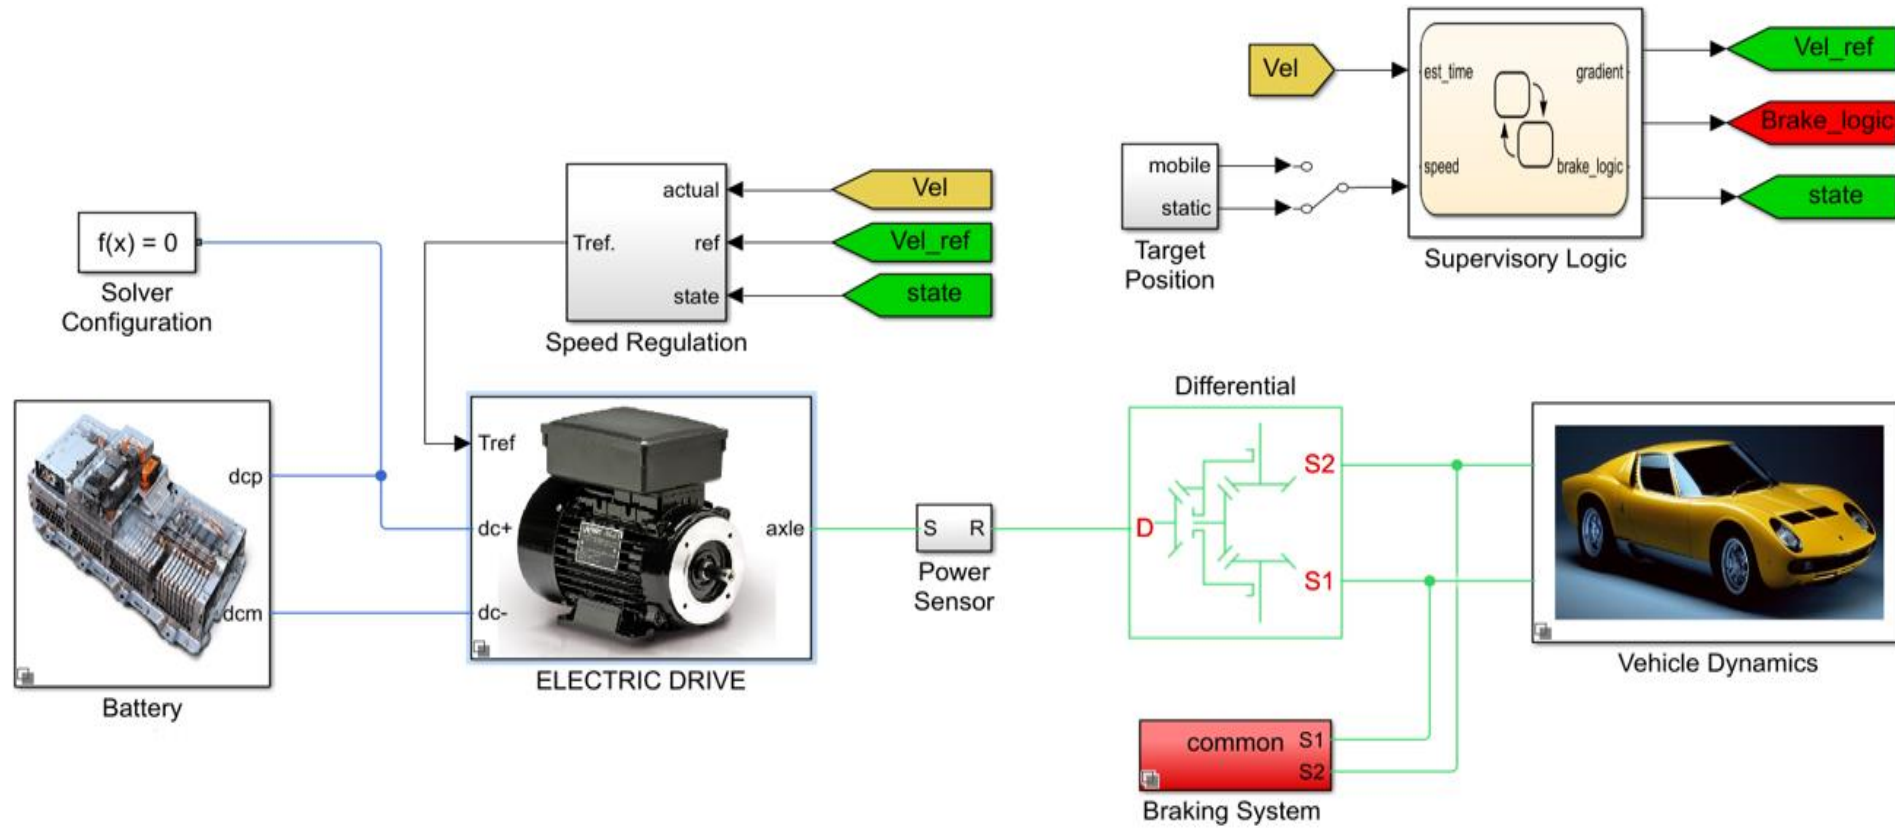 Vel
est_time
speed
gradient
brake_logic
Vel_ref
Brake_logic
state
mobile
static
Target
Position
Supervisory Logic
actual
ref
state
Tref.
Vel
Vel_ref
state
Speed Regulation
f(x) = 0
Solver
Configuration
dcp
dcm
Battery
Tref
dc+
dc-
axle
ELECTRIC DRIVE
S R
Power
Sensor
Differential
D
S2
S1
Vehicle Dynamics
common S1
S2
Braking System